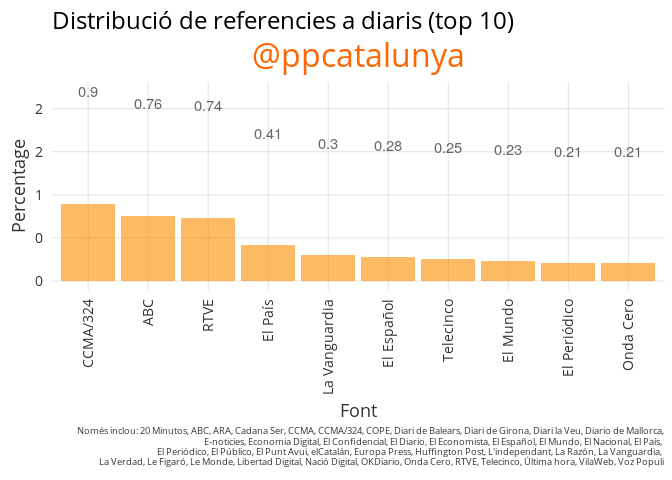 Distribució de referencies a diaris (top 10)
@ppcatalunya
Percentage
2
2
1
0
0
0.9
0.76
0.74
0.41
0.3
0.28
0.25
0.23
0.21
0.21
CCMA/324
ABC
RTVE
El País
La Vanguardia
El Español
Telecinco
El Mundo
El Periódico
Onda Cero
Font
Només inclou: 20 Minutos, ABC, ARA, Cadana Ser, CCMA, CCMA/324, COPE, Diari de Balears, Diari de Girona, Diari la Veu, Diario de Mallorca,
E-noticies, Economia Digital, El Confidencial, El Diario, El Economista, El Español, El Mundo, El Nacional, El País,
El Periódico, El Público, El Punt Avui, elCatalán, Europa Press, Huffington Post, L'independant, La Razón, La Vanguardia,
La Verdad, Le Figaró, Le Monde, Libertad Digital, Nació Digital, OKDiario, Onda Cero, RTVE, Telecinco, Última hora, VilaWeb, Voz Populi